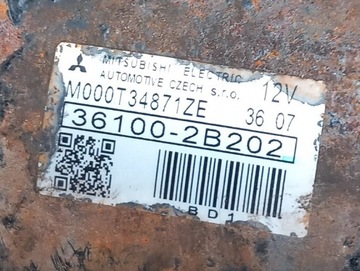 MITSUBISHI ELECTRIC
AUTOMOTIVE CZECH s.r.o. 12V
M000T34871ZE 36 07
36100-2B202
BD1